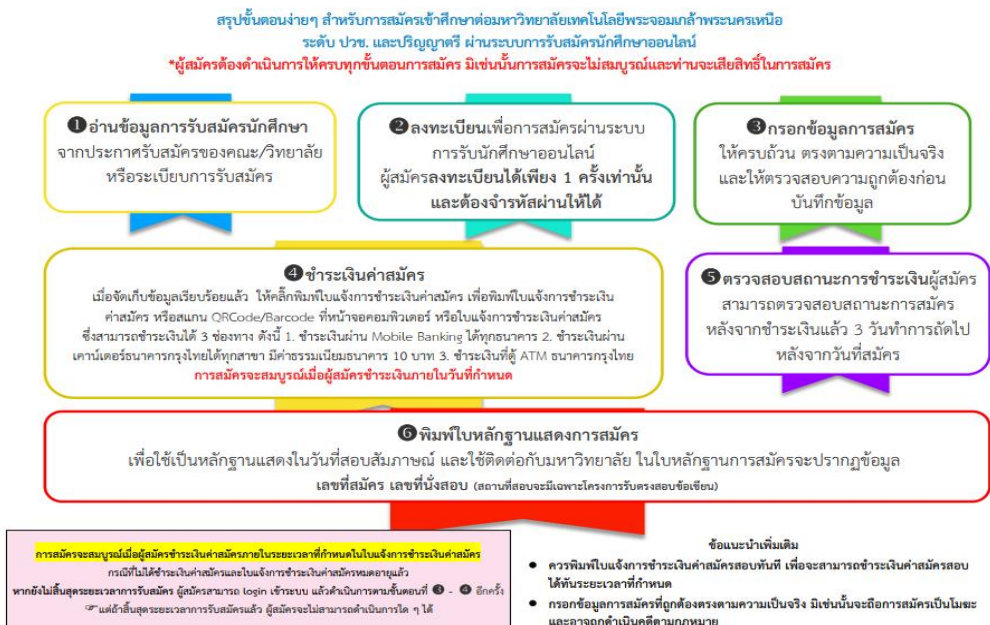 สรุปขั้นตอนง่ายๆ สำหรับการสมัครเข้าศึกษาต่อมหาวิทยาลัยเทคโนโลยีพระจอมเกล้าพระนครเหนือ
ระดับ ปวช. และปริญญาตรี ผ่านระบบการรับสมัครนักศึกษาออนไลน์
*ผู้สมัครต้องดำเนินการให้ครบทุกขั้นตอนการสมัคร มิเช่นนั้นการสมัครจะไม่สมบูรณ์และท่านจะเสียสิทธิ์ในการสมัคร
❶อ่านข้อมูลการรับสมัครนักศึกษา
จากประกาศรับสมัครของคณะ/วิทยาลัย
หรือระเบียบการรับสมัคร
❷ลงทะเบียนเพื่อการสมัครผ่านระบบ
การรับนักศึกษาออนไลน์
ผู้สมัครลงทะเบียนได้เพียง 1 ครั้งเท่านั้น
และต้องจำรหัสผ่านให้ได้
❸กรอกข้อมูลการสมัคร
ให้ครบถ้วน ตรงตามความเป็นจริง
และให้ตรวจสอบความถูกต้องก่อน
บันทึกข้อมูล
❹ชำระเงินค่าสมัคร
เมื่อจัดเก็บข้อมูลเรียบร้อยแล้ว ให้คลิ๊กพิมพ์ใบแจ้งการชำระเงินค่าสมัคร เพื่อพิมพ์ใบแจ้งการชำระเงิน
ค่าสมัคร หรือสแกน QRCode/Barcode ที่หน้าจอคอมพิวเตอร์ หรือใบแจ้งการชำระเงินค่าสมัคร
ซึ่งสามารถชำระเงินได้ 3 ช่องทาง ดังนี้ 1. ชำระเงินผ่าน Mobile Banking ได้ทุกธนาคาร 2. ชำระเงินผ่าน
เคาน์เตอร์ธนาคารกรุงไทยได้ทุกสาขา มีค่าธรรมเนียมธนาคาร 10 บาท 3. ชำระเงินที่ตู้ ATM ธนาคารกรุงไทย
การสมัครจะสมบูรณ์เมื่อผู้สมัครชำระเงินภายในวันที่กำหนด
❺ตรวจสอบสถานะการชำระเงินผู้สมัคร
สามารถตรวจสอบสถานะการสมัคร
หลังจากชำระเงินแล้ว 3 วันทำการถัดไป
หลังจากวันที่สมัคร
❻พิมพ์ใบหลักฐานแสดงการสมัคร
เพื่อใช้เป็นหลักฐานแสดงในวันที่สอบสัมภาษณ์ และใช้ติดต่อกับมหาวิทยาลัย ในใบหลักฐานการสมัครจะปรากฏข้อมูล
เลขที่สมัคร เลขที่นั่งสอบ (สถานที่สอบจะมีเฉพาะโครงการรับตรงสอบข้อเขียน)
การสมัครจะสมบูรณ์เมื่อผู้สมัครชำระเงินค่าสมัครภายในระยะเวลาที่กำหนดในใบแจ้งการชำระเงินค่าสมัคร
กรณีที่ไม่ได้ชำระเงินค่าสมัครและใบแจ้งการชำระเงินค่าสมัครหมดอายุแล้ว
หากยังไม่สิ้นสุดระยะเวลาการรับสมัคร ผู้สมัครสามารถ login เข้าระบบ แล้วดำเนินการตามขั้นตอนที่ ❸ - ❹ อีกครั้ง
☞แต่ถ้าสิ้นสุดระยะเวลาการรับสมัครแล้ว ผู้สมัครจะไม่สามารถดำเนินการใด ๆ ได้
ข้อแนะนำเพิ่มเติม
● ควรพิมพ์ใบแจ้งการชำระเงินค่าสมัครสอบทันที เพื่อจะสามารถชำระเงินค่าสมัครสอบ
ได้ทันระยะเวลาที่กำหนด
● กรอกข้อมูลการสมัครที่ถูกต้องตรงตามความเป็นจริง มิเช่นนั้นจะถือการสมัครเป็นโมฆะ
และอาจถูกดำเนินคดีตามกฎหมาย